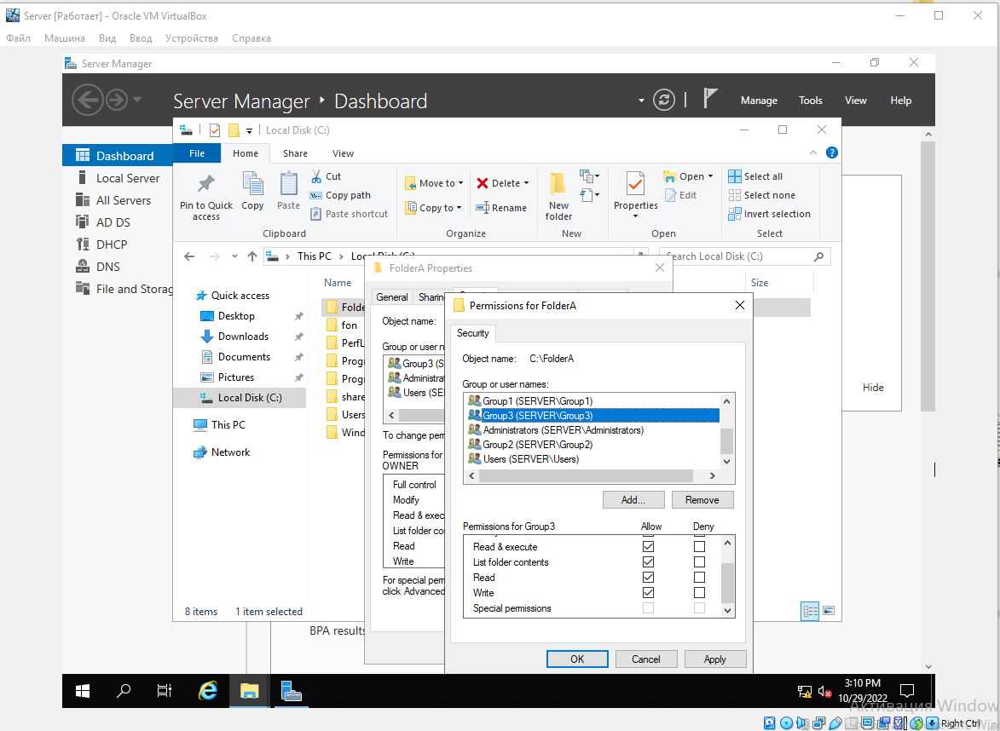 Server [Работает] - Oracle VM VirtualBox
Файл Машина Вид Ввод Устройства Справка
Server Manager
Server Manager Dashboard
Manage Tools View Help
Local Disk (C:)
File Home Share View
Dashboard
Local Server
All Servers
AD DS
DHCP
DNS
File and Storag
Pin to Quick access
Copy
Paste
Cut
Copy path
Paste shortcut
Clipboard
Move to
Copy to
Delete
Rename
Organize
New folder
New
Properties
Open
Edit
Open
Select all
Select none
Invert selection
Select
This PC > Local Disk (C:)
Search Local Disk (C:)
Quick access
Desktop
Downloads
Documents
Pictures
Local Disk (C:)
This PC
Network
Name
Size
Folde
fon
PerfL
Progr
Progr
share
Users
Wind
8 items 1 item selected
BPA results
Hide
FolderA Properties
General Sharin
Object name:
Group or user n
Group3 (S
Administrat
Users (SE
To change perm
Permissions for
OWNER
Full control
Modify
Read & exec
List folder co
Read
Write
For special perm
click Advanced
Permissions for FolderA
Security
Object name: C:\FolderA
Group or user names:
Group1 (SERVER\Group1)
Group3 (SERVER\Group3)
Administrators (SERVER\Administrators)
Group2 (SERVER\Group2)
Users (SERVER\Users)
Add... Remove
Permissions for Group3 Allow Deny
Read & execute
List folder contents
Read
Write
Special permissions
OK Cancel Apply
3:10 PM
10/29/2022
Активация Window
Right Ctrl